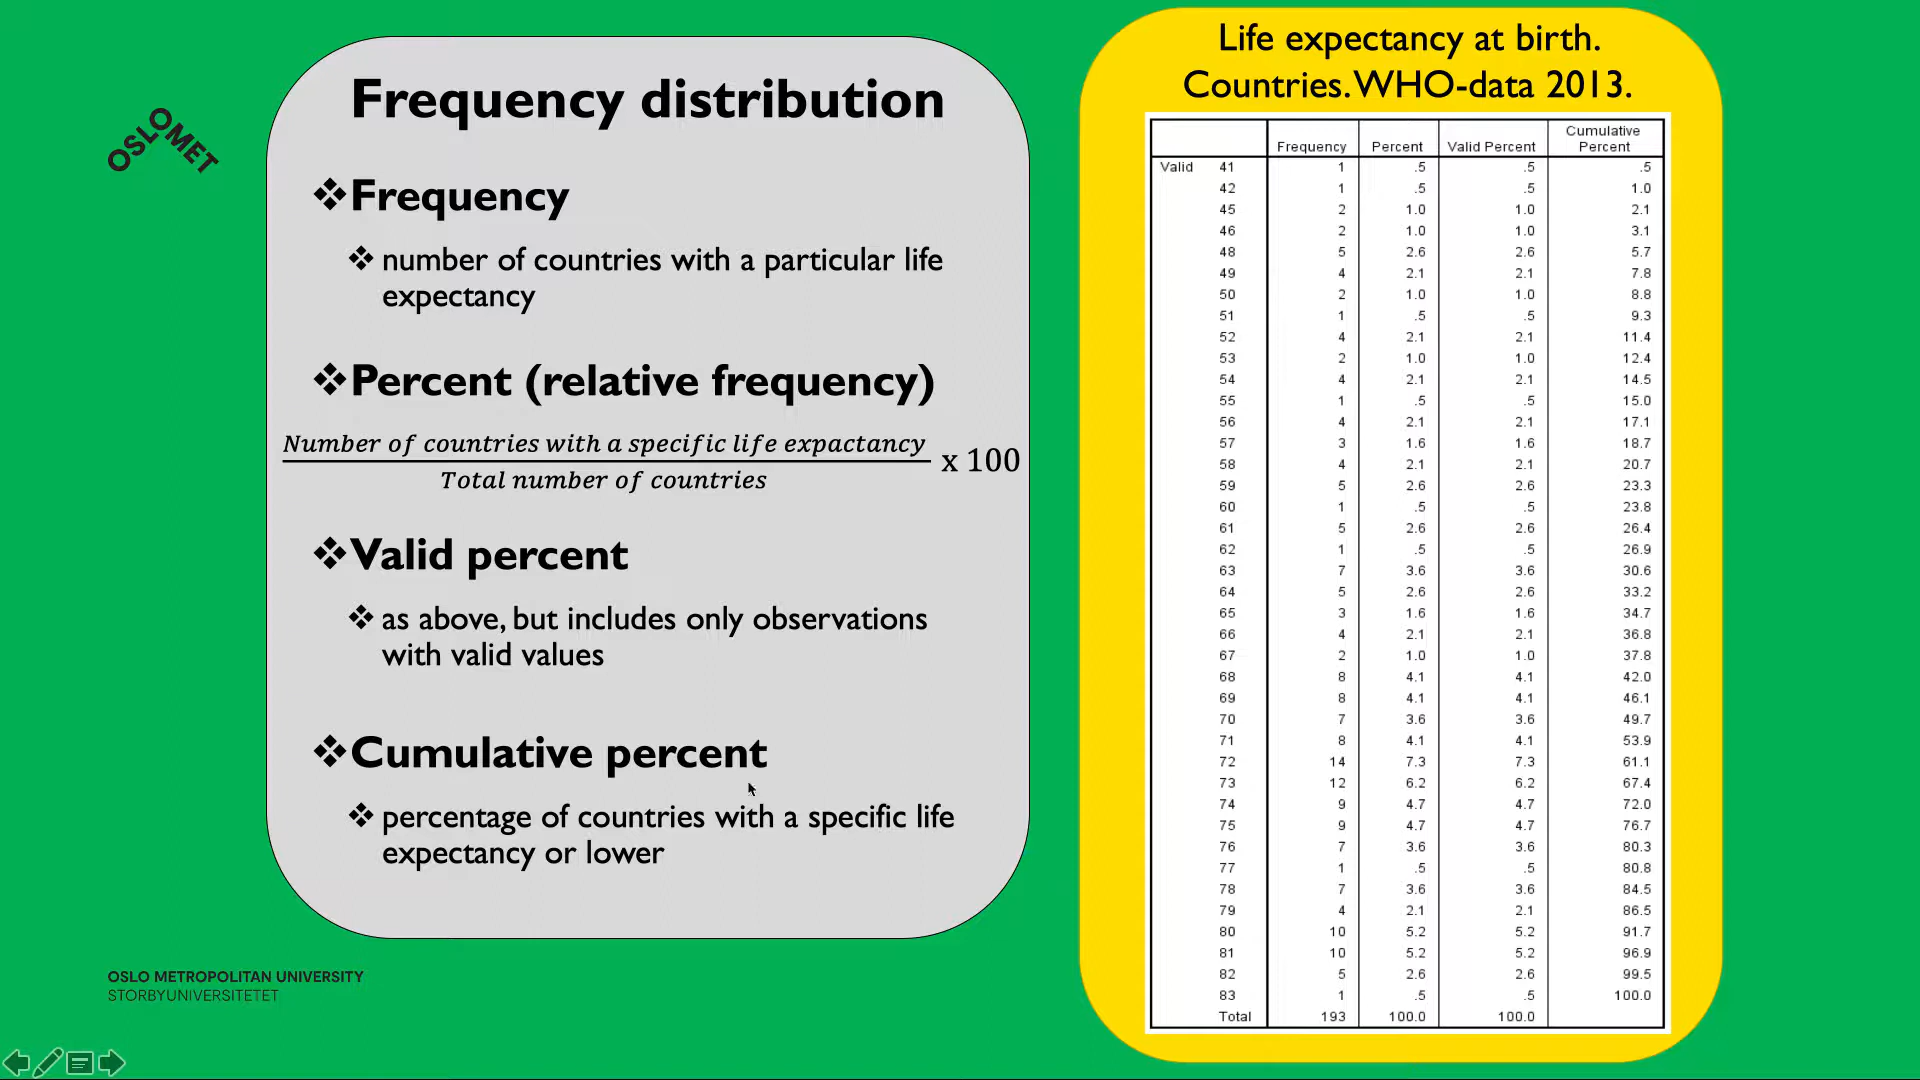 OSLOMET
Frequency distribution
❖Frequency
❖ number of countries with a particular life
expectancy
❖Percent (relative frequency)
Number of countries with a specific life expactancy
Total number of countries
x 100
❖Valid percent
❖ as above, but includes only observations
with valid values
❖Cumulative percent
❖ percentage of countries with a specific life
expectancy or lower
OSLO METROPOLITAN UNIVERSITY
STORBYUNIVERSITETET
Life expectancy at birth.
Countries. WHO-data 2013.
Frequency Percent Valid Percent Cumulative Percent
Valid 41 1 .5 .5 .5
42 1 .5 .5 1.0
45 2 1.0 1.0 2.1
46 2 1.0 1.0 3.1
48 5 2.6 2.6 5.7
49 4 2.1 2.1 7.8
50 2 1.0 1.0 8.8
51 1 .5 .5 9.3
52 4 2.1 2.1 11.4
53 2 1.0 1.0 12.4
54 4 2.1 2.1 14.5
55 1 .5 .5 15.0
56 4 2.1 2.1 17.1
57 3 1.6 1.6 18.7
58 4 2.1 2.1 20.7
59 5 2.6 2.6 23.3
60 1 .5 .5 23.8
61 5 2.6 2.6 26.4
62 1 .5 .5 26.9
63 7 3.6 3.6 30.6
64 5 2.6 2.6 33.2
65 3 1.6 1.6 34.7
66 4 2.1 2.1 36.8
67 2 1.0 1.0 37.8
68 8 4.1 4.1 42.0
69 8 4.1 4.1 46.1
70 7 3.6 3.6 49.7
71 8 4.1 4.1 53.9
72 14 7.3 7.3 61.1
73 12 6.2 6.2 67.4
74 9 4.7 4.7 72.0
75 9 4.7 4.7 76.7
76 7 3.6 3.6 80.3
77 1 .5 .5 80.8
78 7 3.6 3.6 84.5
79 4 2.1 2.1 86.5
80 10 5.2 5.2 91.7
81 10 5.2 5.2 96.9
82 5 2.6 2.6 99.5
83 1 .5 .5 100.0
Total 193 100.0 100.0